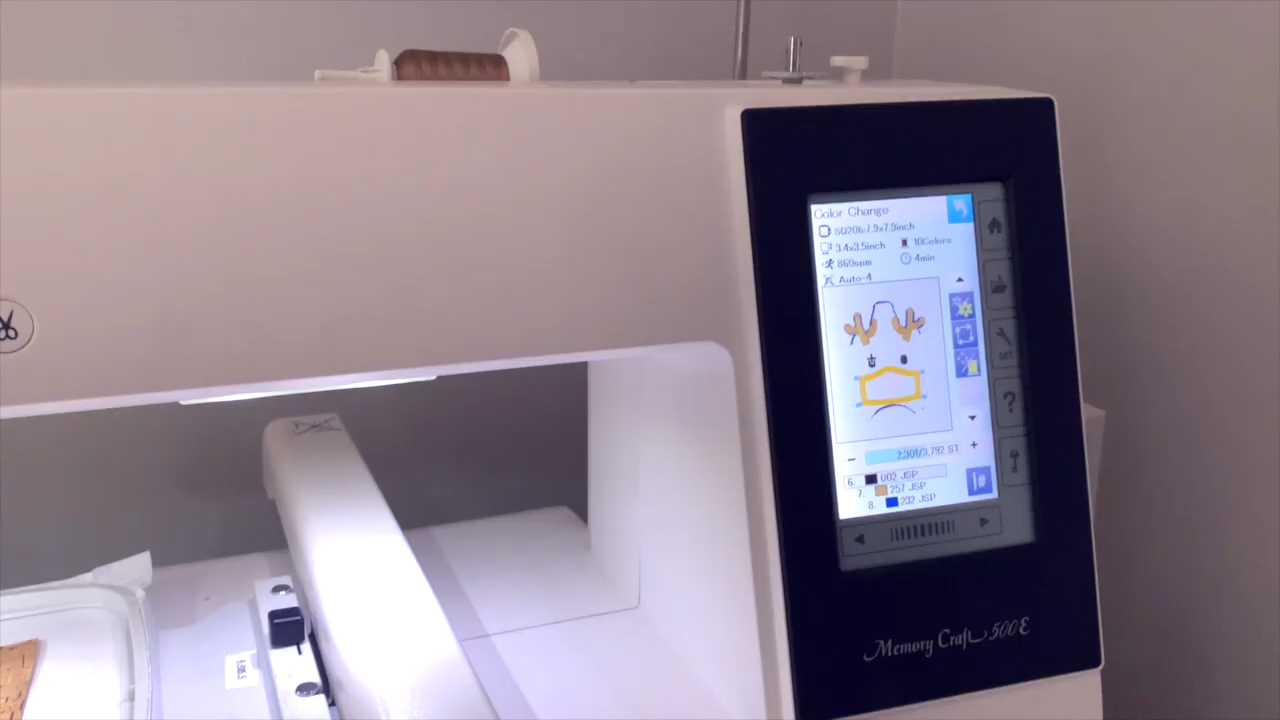 Color Change
SQ20b:7.9x7.9inch
3.4x3.5inch 10Colors
860spm 4min
Auto-4
SET
?
- 2,301/3,792 ST +
6. 002 JSP
7. 257 JSP
8. 232 JSP
Memory Craft 500E